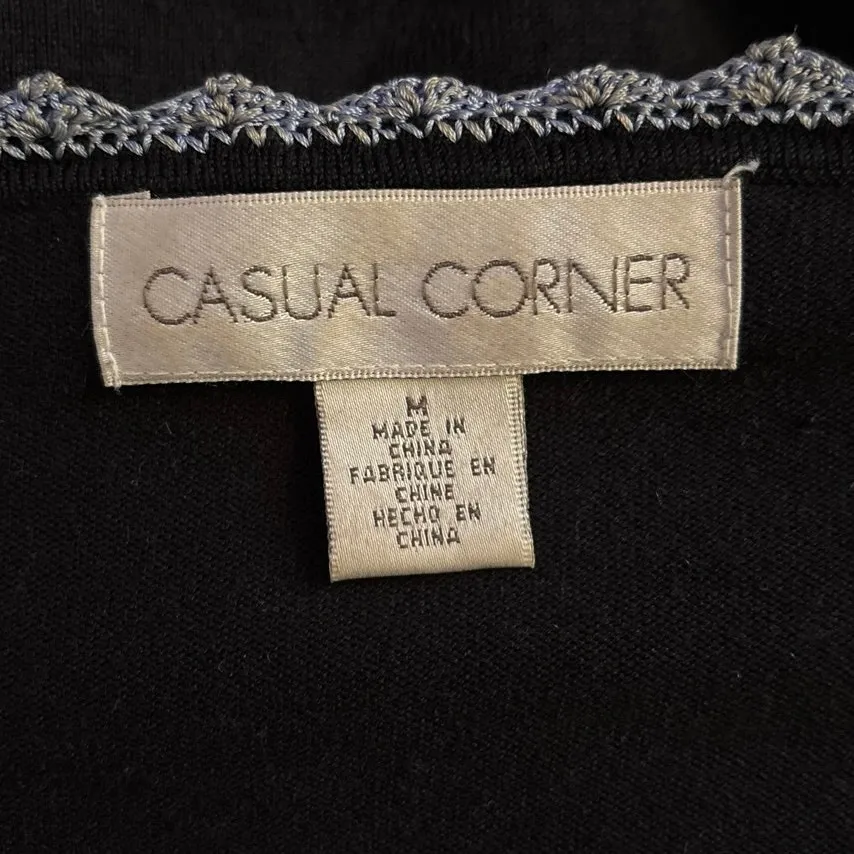 CASUAL CORNER
M
MADE IN
CHINA
FABRIQUE EN
CHINE
HECHO EN
CHINA